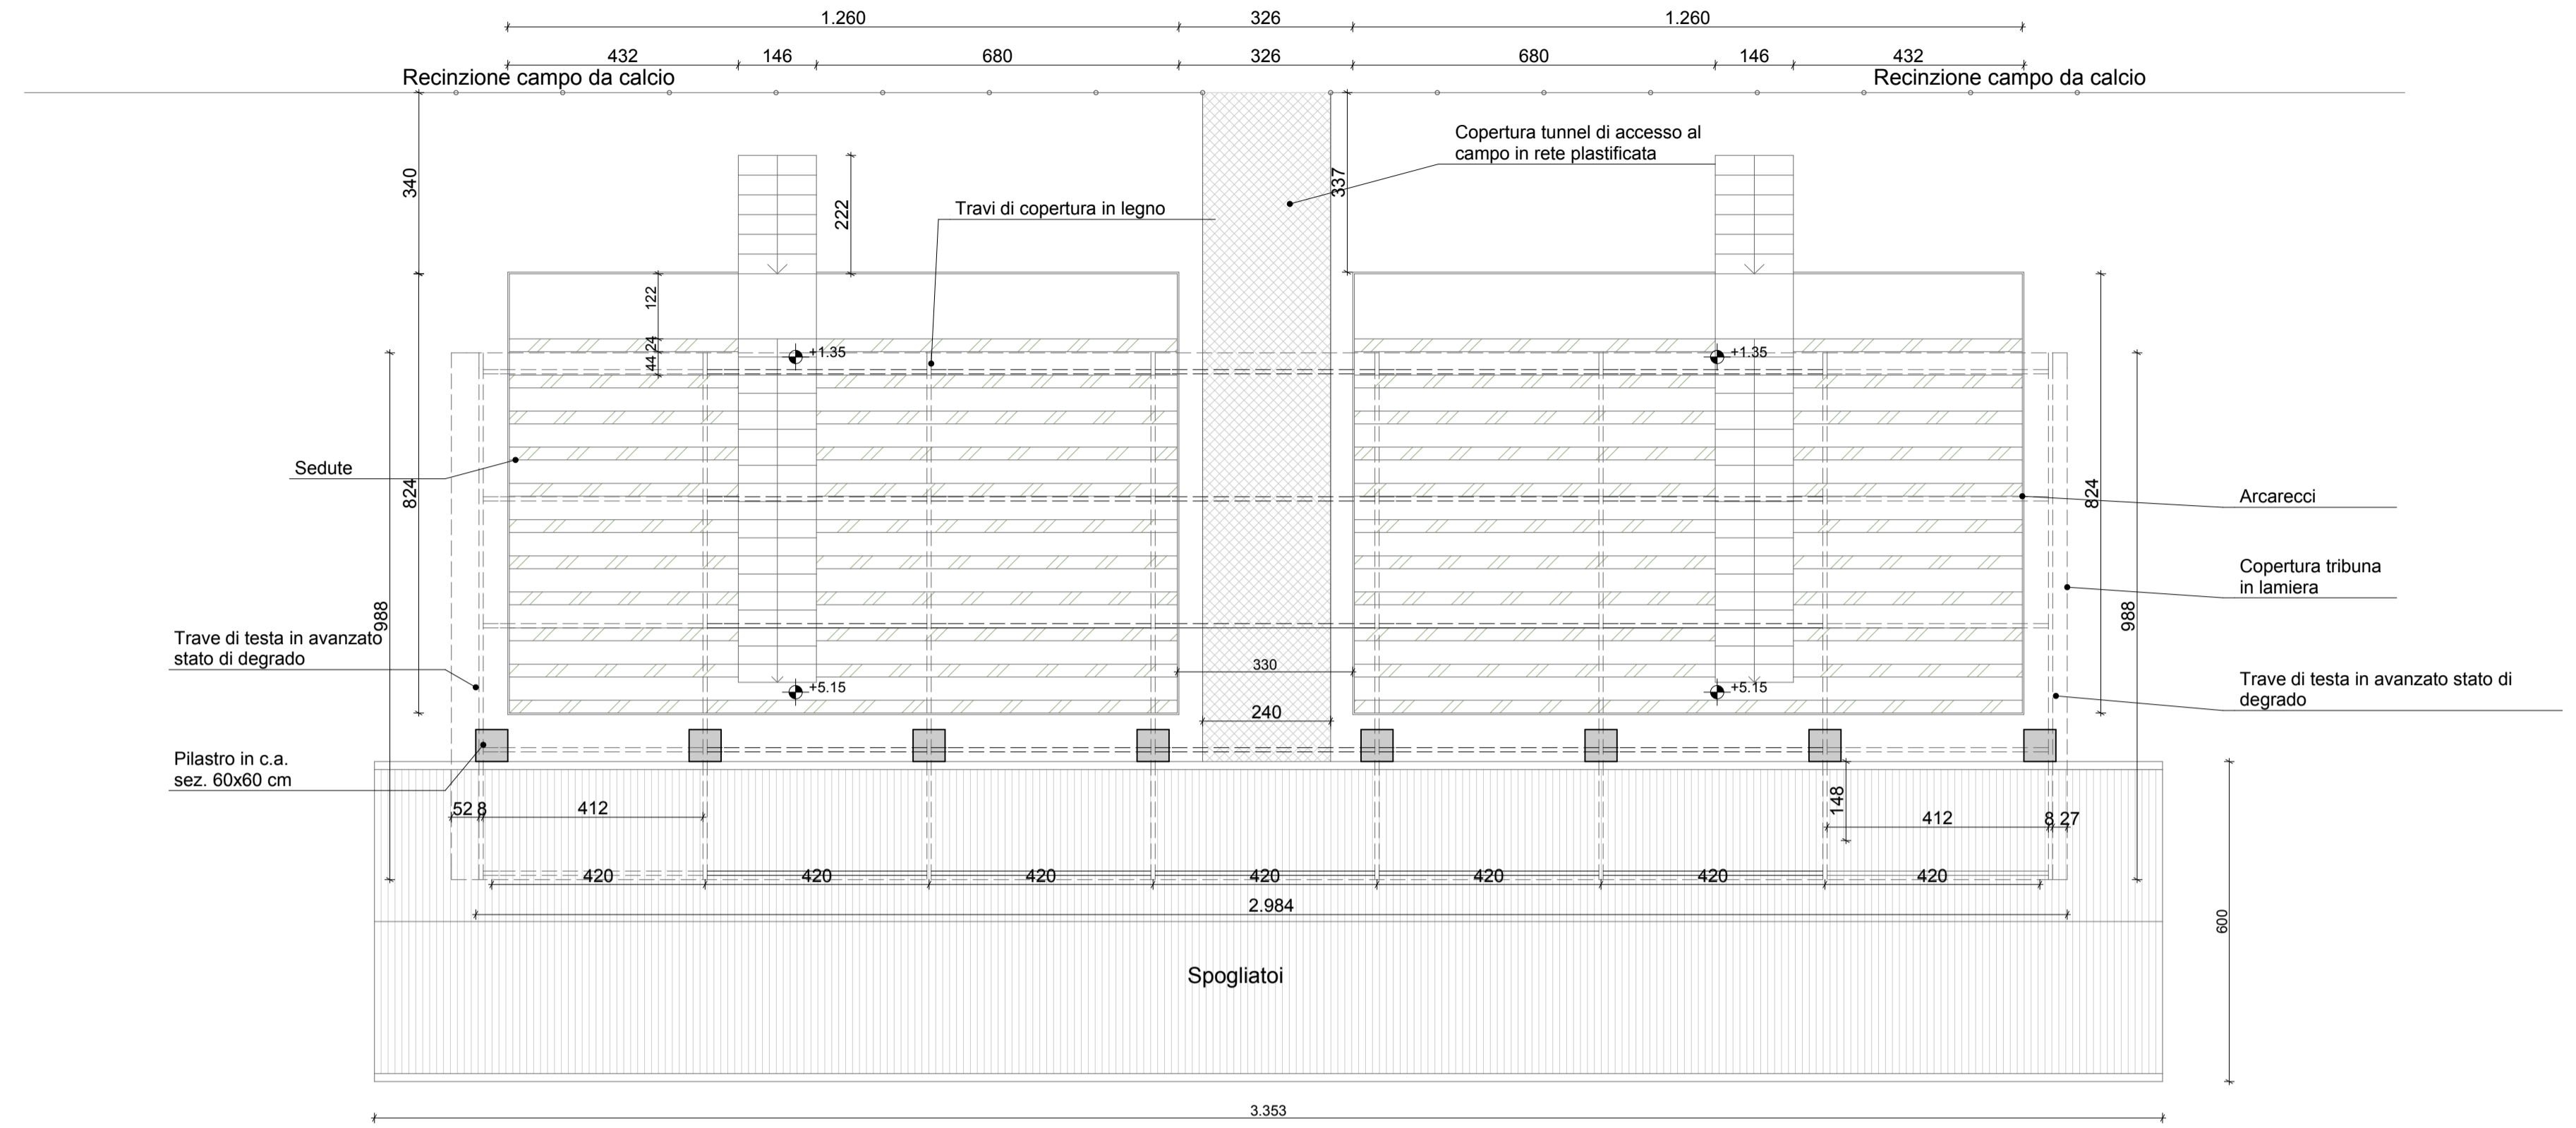 1.260
326
1.260
432
146
680
326
680
146
432
Recinzione campo da calcio
Recinzione campo da calcio
Copertura tunnel di accesso al
campo in rete plastificata
340
337
222
Travi di copertura in legno
122
24
44
+1.35
+1.35
Sedute
824
824
Arcarecci
Copertura tribuna
in lamiera
988
988
Trave di testa in avanzato
stato di degrado
330
+5.15
+5.15
Trave di testa in avanzato stato di
degrado
240
Pilastro in c.a.
sez. 60x60 cm
52
8
412
148
412
8
27
420
420
420
420
420
420
420
2.984
600
Spogliatoi
3.353